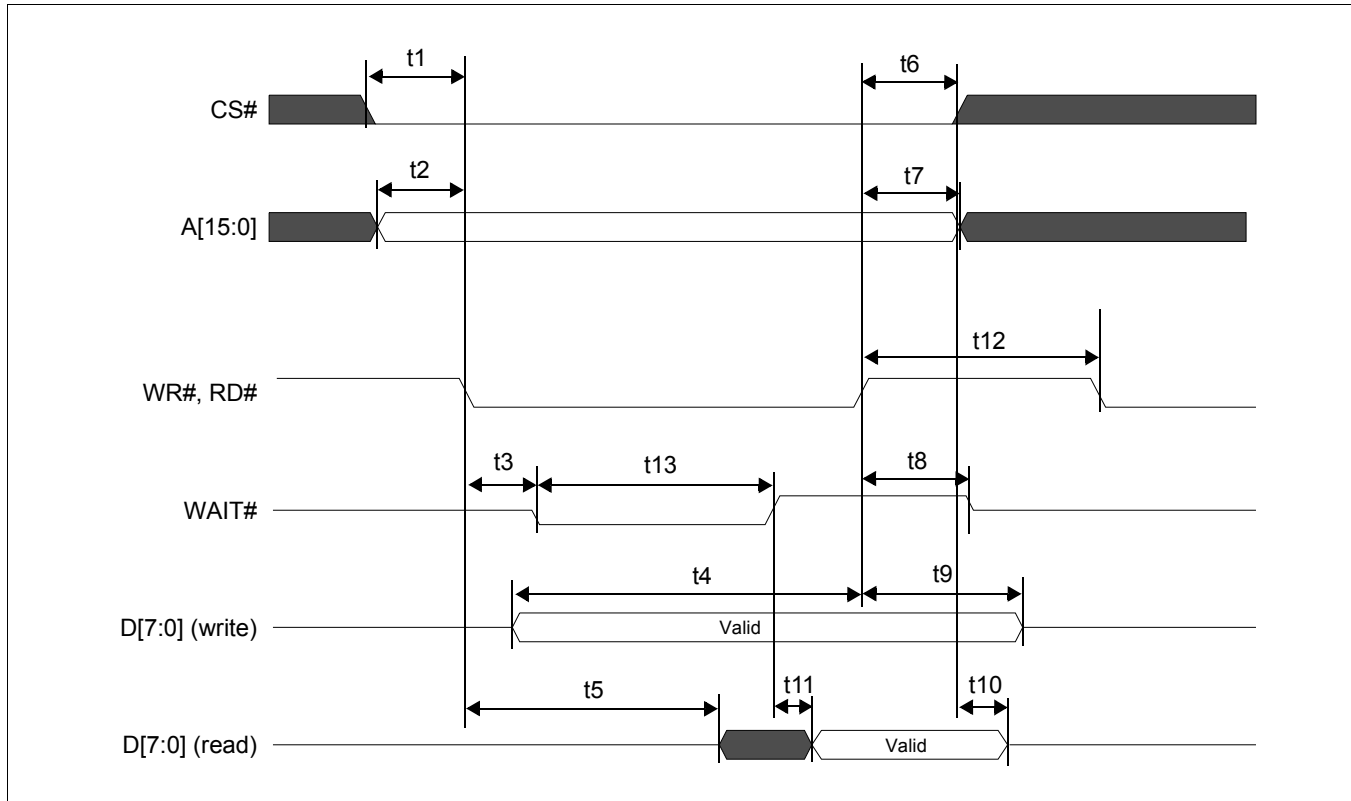 t1
t6
CS#
t2
t7
A[15:0]
t12
WR#, RD#
t3
t13
t8
WAIT#
t4
t9
D[7:0] (write)
Valid
t5
t11
t10
D[7:0] (read)
Valid